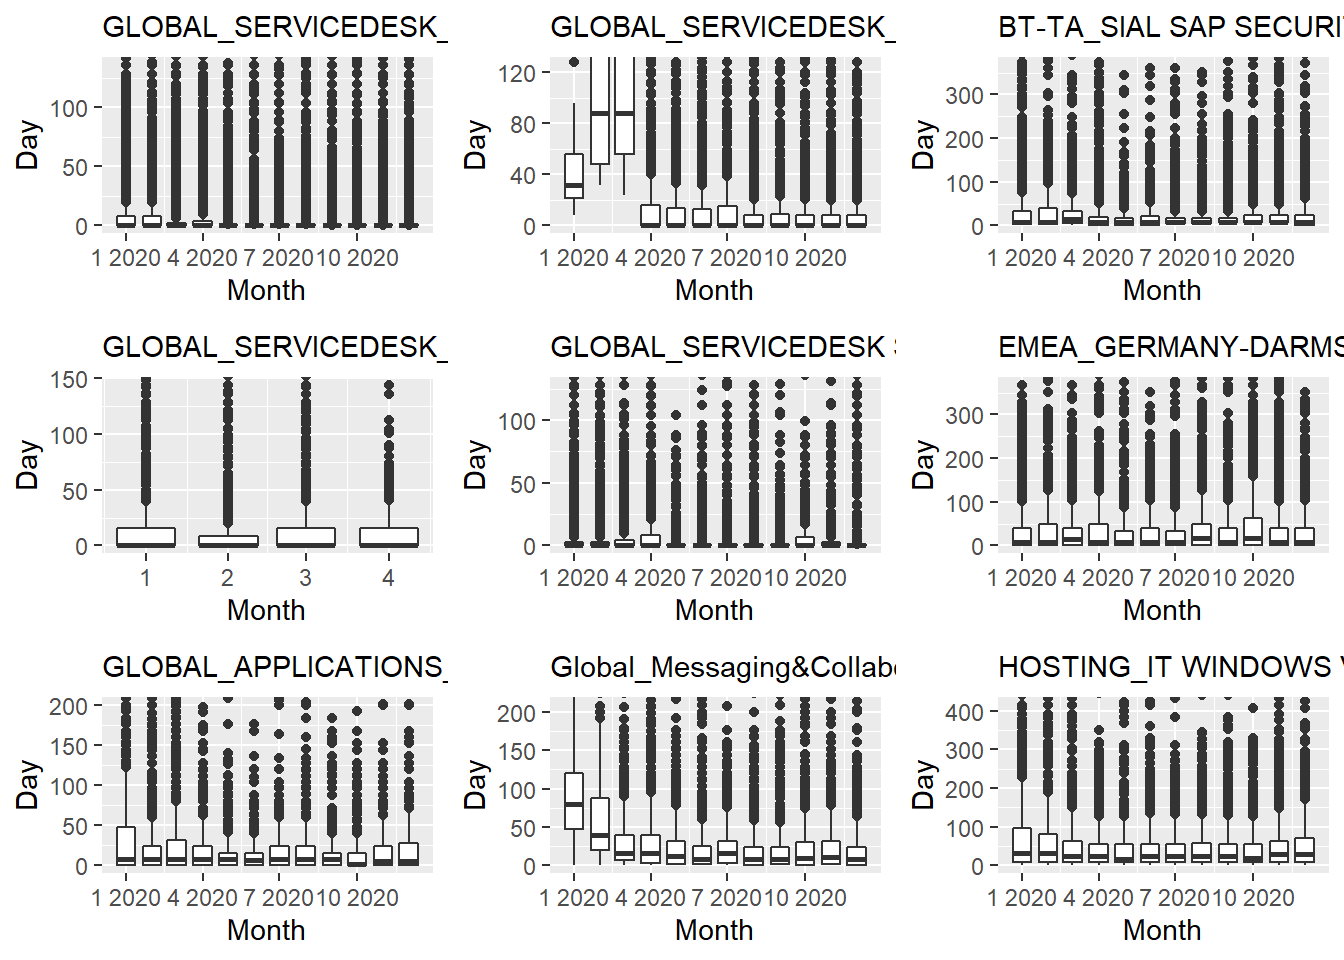 GLOBAL_SERVICEDESK_
Day
100
50
0
1 2020 4 2020 7 2020 10 2020
Month
GLOBAL_SERVICEDESK_
Day
120
80
40
0
1 2020 4 2020 7 2020 10 2020
Month
BT-TA_SIAL SAP SECURI
Day
300
200
100
0
1 2020 4 2020 7 2020 10 2020
Month
GLOBAL_SERVICEDESK_
Day
150
100
50
0
1 2 3 4
Month
GLOBAL_SERVICEDESK
Day
100
50
0
1 2020 4 2020 7 2020 10 2020
Month
EMEA_GERMANY-DARMS
Day
300
200
100
0
1 2020 4 2020 7 2020 10 2020
Month
GLOBAL_APPLICATIONS_
Day
200
150
100
50
0
1 2020 4 2020 7 2020 10 2020
Month
Global_Messaging&Collab
Day
200
150
100
50
0
1 2020 4 2020 7 2020 10 2020
Month
HOSTING_IT WINDOWS
Day
400
300
200
100
0
1 2020 4 2020 7 2020 10 2020
Month